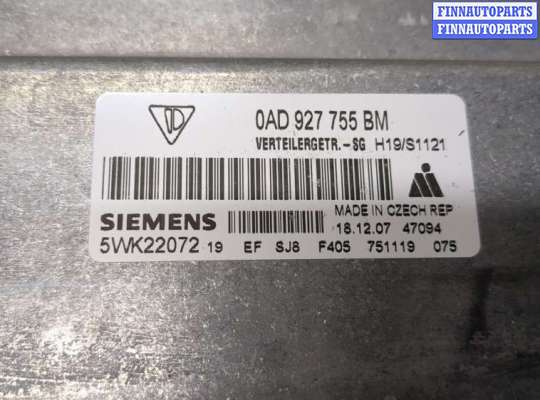 FINNAUTOPARTS
FINNAUTOPARTS
0AD 927 755 BM
VERTEILERGETR.-SG H19/S1121
SIEMENS
MADE IN CZECH REP
18.12.07 47094
5WK22072 19 EF SJ8 F405 751119 075